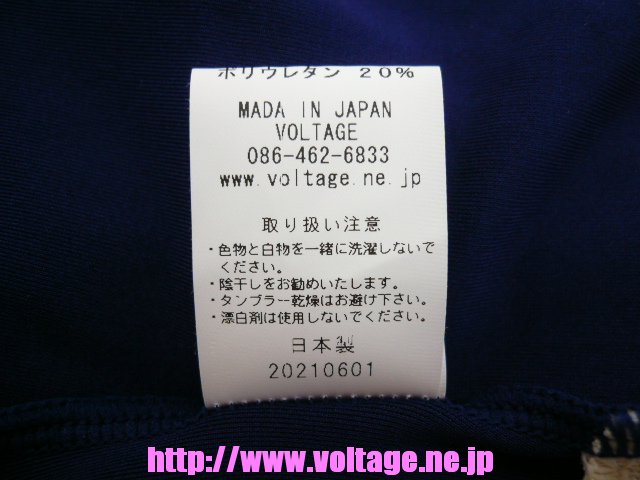 ポリウレタン 20%
MADA IN JAPAN
VOLTAGE
086-462-6833
www.voltage.ne.jp
取り扱い注意
・色物と白物を一緒に洗濯しないで
ください。
・陰干しをお勧めいたします。
・タンブラー乾燥はお避け下さい。
・漂白剤は使用しないでください。
日本製
20210601
http://www.voltage.ne.jp